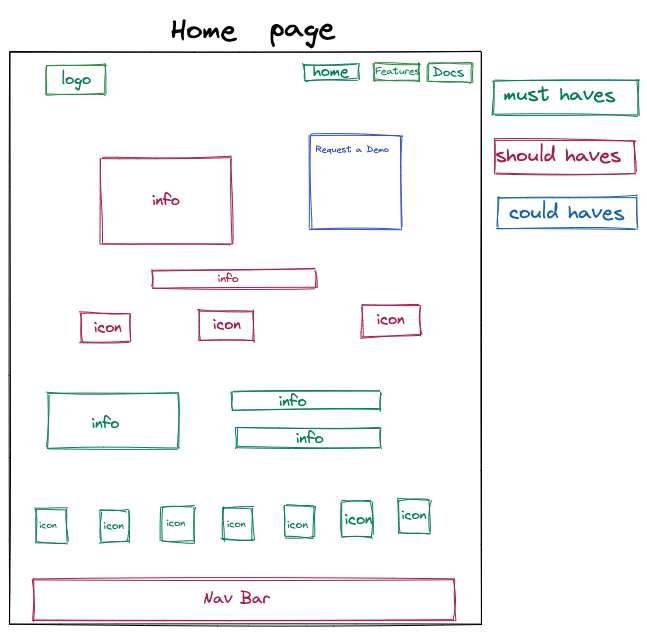 Home page
logo
home
Features
Docs
must haves
should haves
could haves
Request a Demo
info
info
icon
icon
icon
info
info
info
icon
icon
icon
icon
icon
icon
icon
Nav Bar